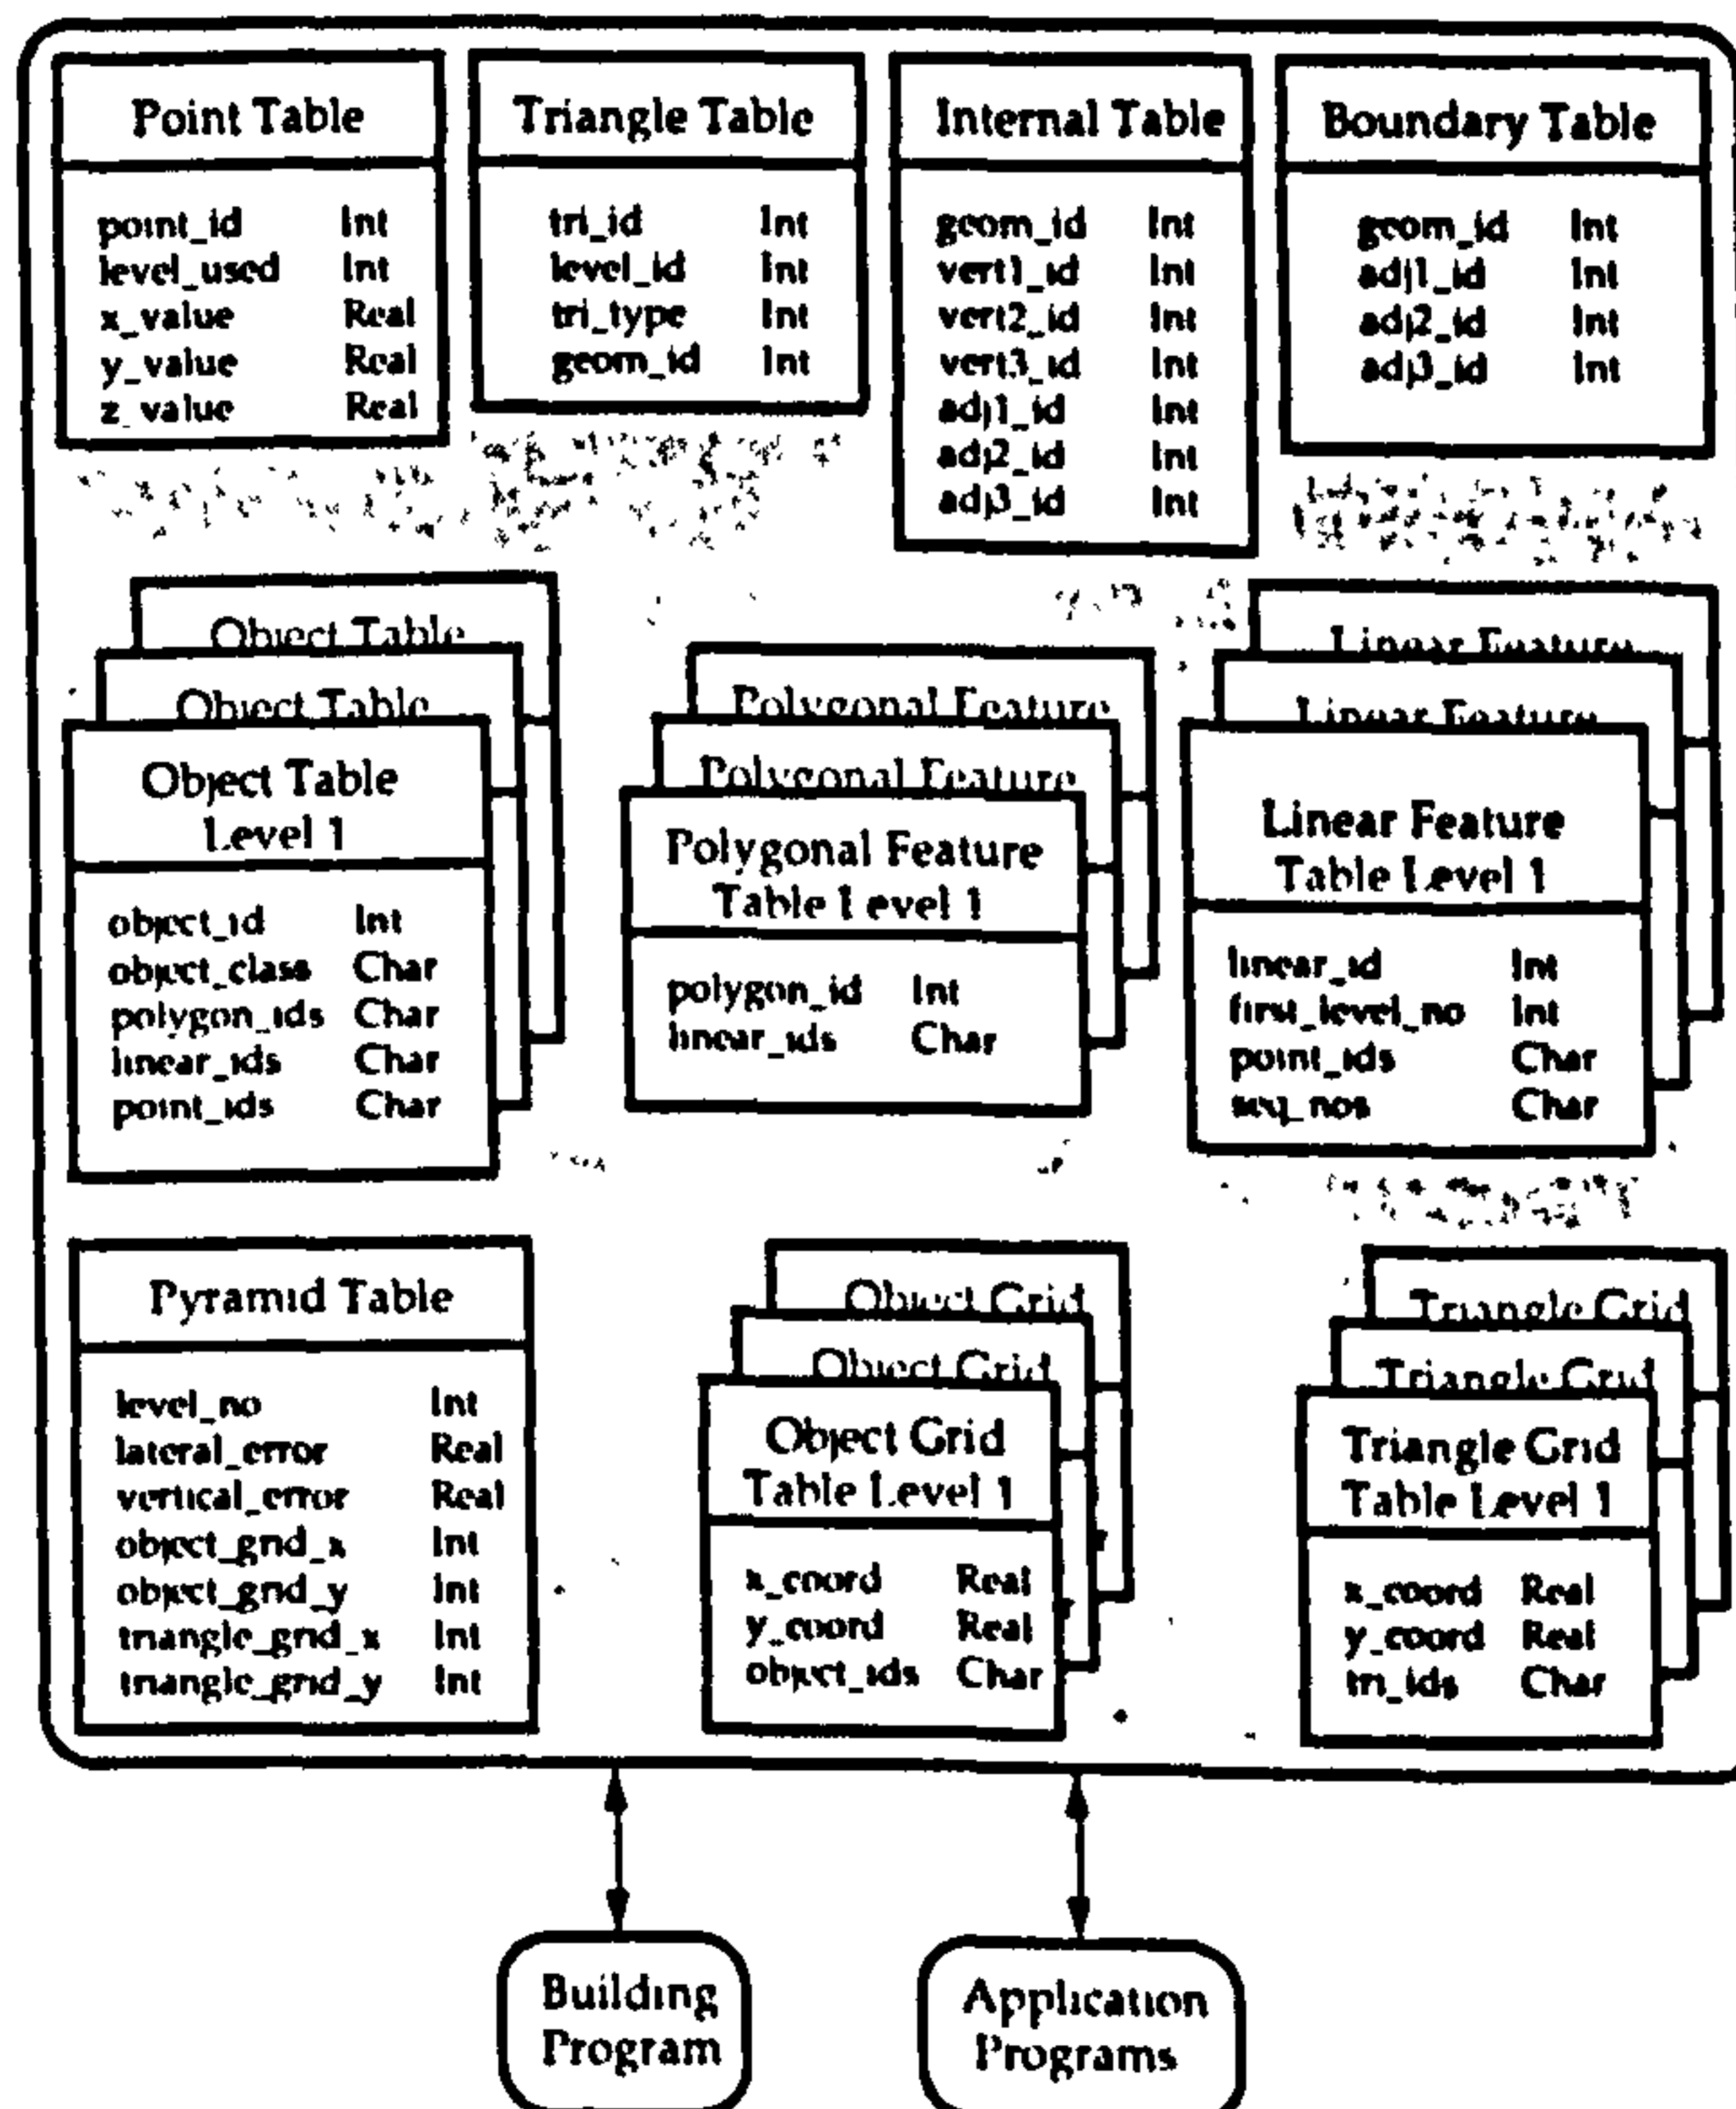 Point Table
point_id Int
level_used Int
x_value Real
y_value Real
z_value Real
Triangle Table
tri_id Int
level_id Int
tri_type Int
geom_id Int
Internal Table
geom_id Int
vert1_id Int
vert2_id Int
vert3_id Int
adj1_id Int
adj2_id Int
adj3_id Int
Boundary Table
geom_id Int
adj1_id Int
adj2_id Int
adj3_id Int
Object Table
Object Table
Object Table
Level 1
object_id Int
object_class Char
polygon_ids Char
linear_ids Char
point_ids Char
Polygonal Feature
Polygonal Feature
Polygonal Feature
Table Level 1
polygon_id Int
linear_ids Char
Linear Feature
Linear Feature
Linear Feature
Table Level 1
linear_id Int
first_level_no Int
point_ids Char
seq_nos Char
Pyramid Table
level_no Int
lateral_error Real
vertical_error Real
object_grid_x Int
object_grid_y Int
triangle_grid_x Int
triangle_grid_y Int
Object Grid
Object Grid
Object Grid
Table Level 1
x_coord Real
y_coord Real
object_ids Char
Triangle Grid
Triangle Grid
Triangle Grid
Table Level 1
x_coord Real
y_coord Real
tri_ids Char
Building
Program
Application
Programs